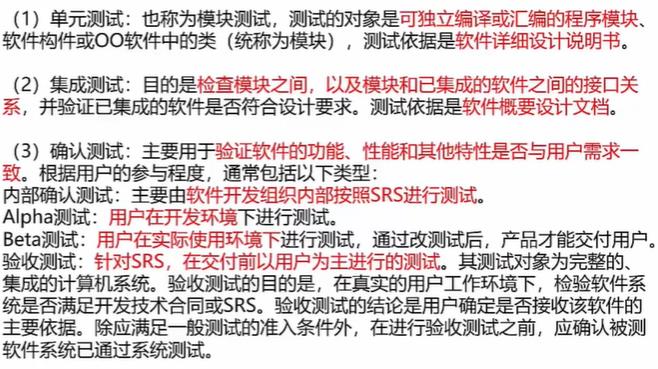 （1）单元测试：也称为模块测试，测试的对象是可独立编译或汇编的程序模块、
软件构件或OO软件中的类（统称为模块），测试依据是软件详细设计说明书。
（2）集成测试：目的是检查模块之间，以及模块和已集成的软件之间的接口关
系，并验证已集成的软件是否符合设计要求。测试依据是软件概要设计文档。
（3）确认测试：主要用于验证软件的功能、性能和其他特性是否与用户需求一
致。根据用户的参与程度，通常包括以下类型：
内部确认测试：主要由软件开发组织内部按照SRS进行测试。
Alpha测试：用户在开发环境下进行测试。
Beta测试：用户在实际使用环境下进行测试，通过改测试后，产品才能交付用户。
验收测试：针对SRS，在交付前以用户为主进行的测试。其测试对象为完整的、
集成的计算机系统。验收测试的目的是，在真实的用户工作环境下，检验软件系
统是否满足开发技术合同或SRS。验收测试的结论是用户确定是否接收该软件的
主要依据。除应满足一般测试的准入条件外，在进行验收测试之前，应确认被测
软件系统已通过系统测试。